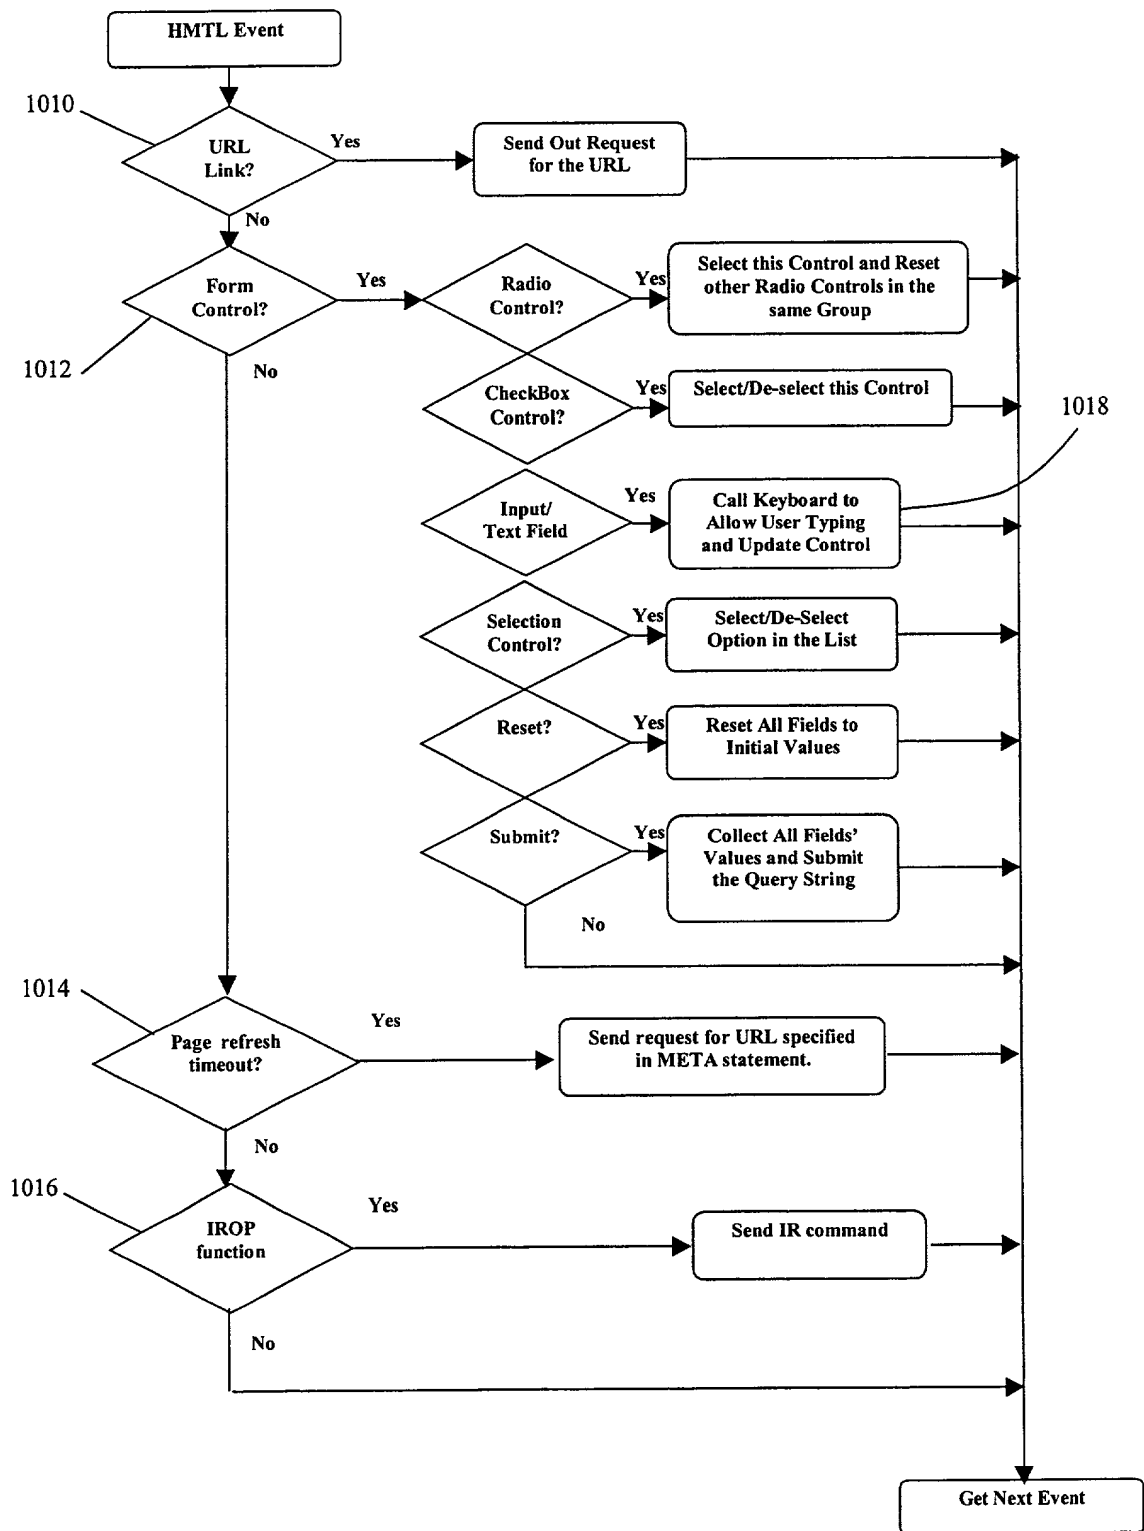 HMTL Event
1010
URL
Link?
Yes
Send Out Request
for the URL
No
Form
Control?
1012
Yes
Radio
Control?
Yes
Select this Control and Reset
other Radio Controls in the
same Group
No
CheckBox
Control?
Yes
Select/De-select this Control
1018
Input/
Text Field
Yes
Call Keyboard to
Allow User Typing
and Update Control
Selection
Control?
Yes
Select/De-Select
Option in the List
Reset?
Yes
Reset All Fields to
Initial Values
Submit?
Yes
Collect All Fields'
Values and Submit
the Query String
No
1014
Page refresh
timeout?
Yes
Send request for URL specified
in META statement.
No
1016
IROP
function
Yes
Send IR command
No
Get Next Event